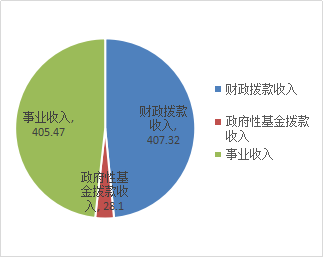 事业收入,
405.47
财政拨款
收入,
407.32
政府性基
金拨款收
入, 28.1
财政拨款收入
政府性基金拨款
收入
事业收入